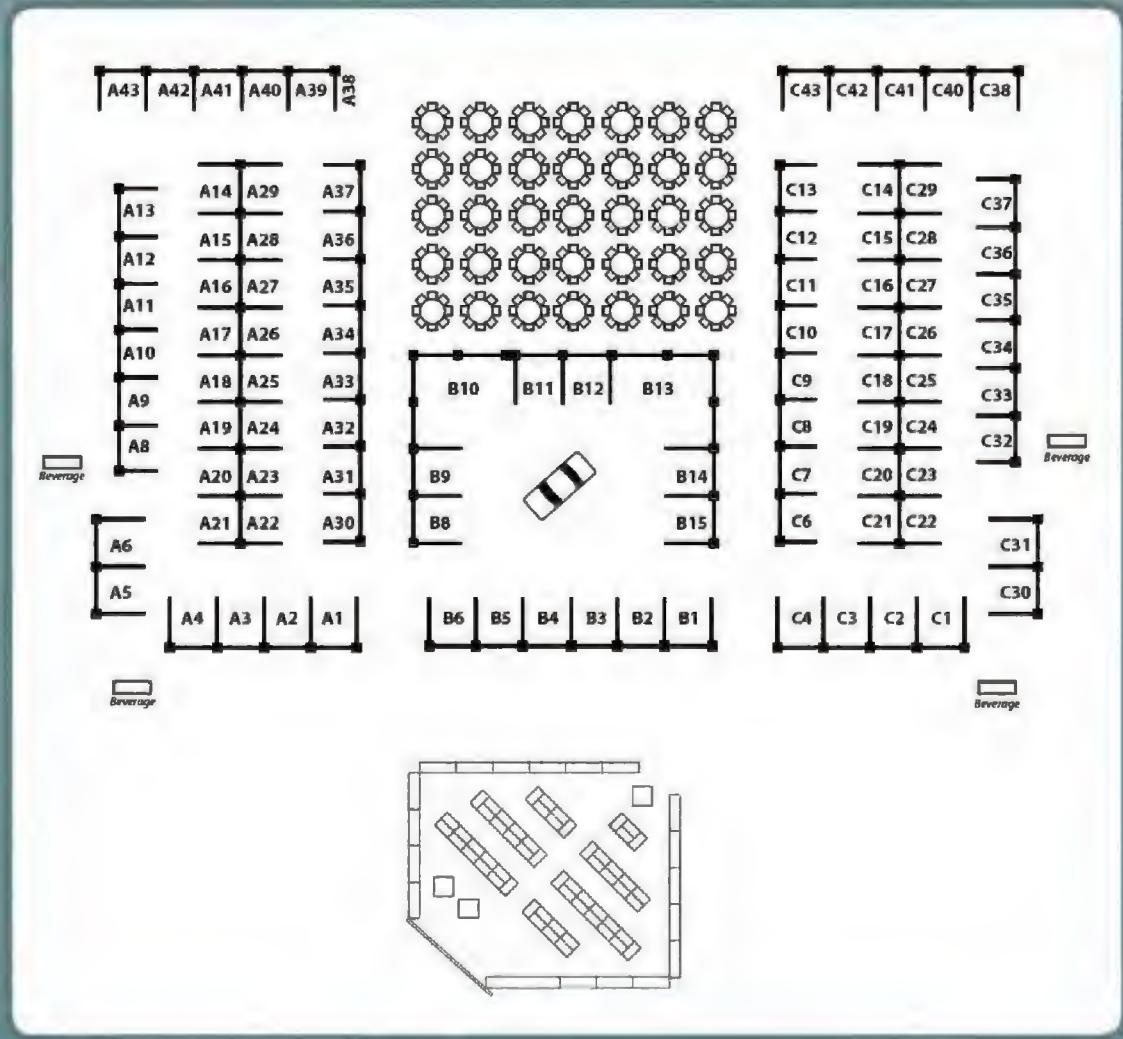 A43 A42 A41 A40 A39 A38
C43 C42 C41 C40 C38
A14 A29 A37
C13 C14 C29
A13
C37
A15 A28 A36
C12 C15 C28
A12
C36
A16 A27 A35
C11 C16 C27
A11
C35
A17 A26 A34
C10 C17 C26
A10
C34
A18 A25 A33
B10 B11 B12 B13
C9 C18 C25
A9
C33
A19 A24 A32
C8 C19 C24
A8
C32
Beverage
Beverage
A20 A23 A31
B9 B14
C7 C20 C23
A21 A22 A30
B8 B15
C6 C21 C22
A6
C31
A5
C30
A4 A3 A2 A1
B6 B5 B4 B3 B2 B1
C4 C3 C2 C1
Beverage
Beverage